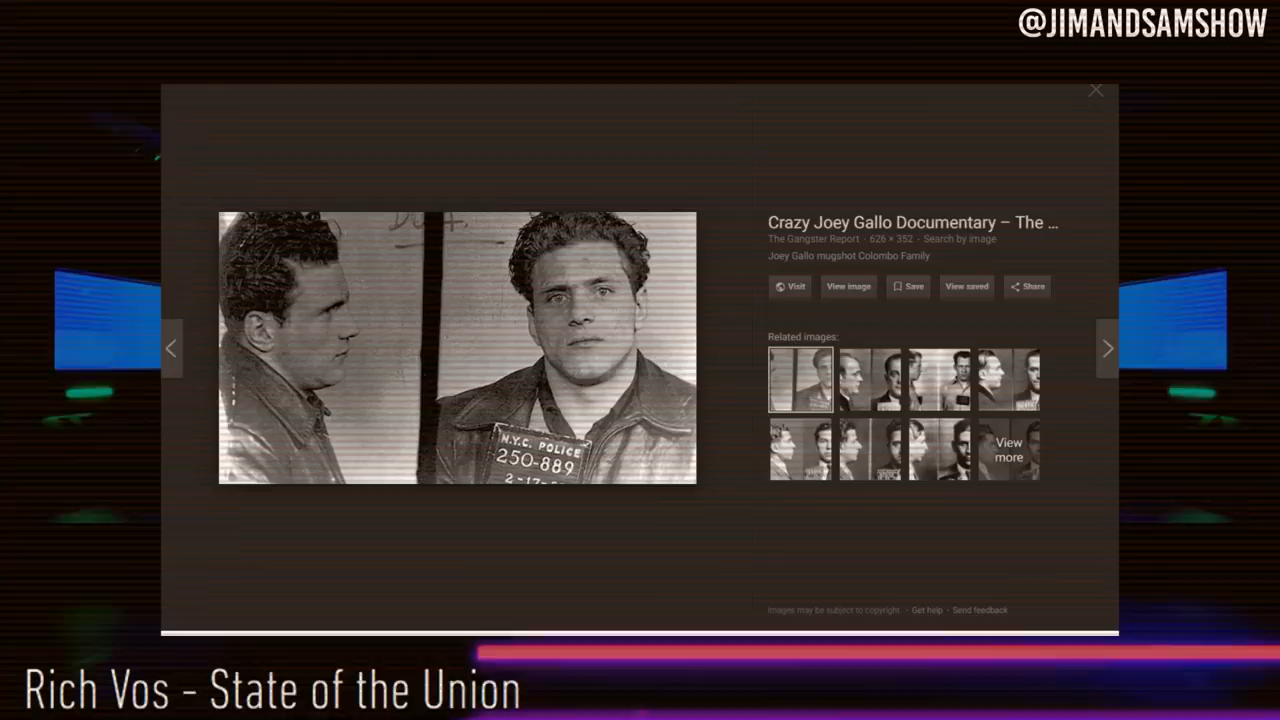 @JIMANDSAMSHOW
N.Y.C. POLICE
250-889
2-17-
Crazy Joey Gallo Documentary – The ...
The Gangster Report · 626 × 352 · Search by image
Joey Gallo mugshot Colombo Family
Visit View image Save View saved Share
Related images:
View
more
Images may be subject to copyright · Get help · Send feedback
Rich Vos - State of the Union